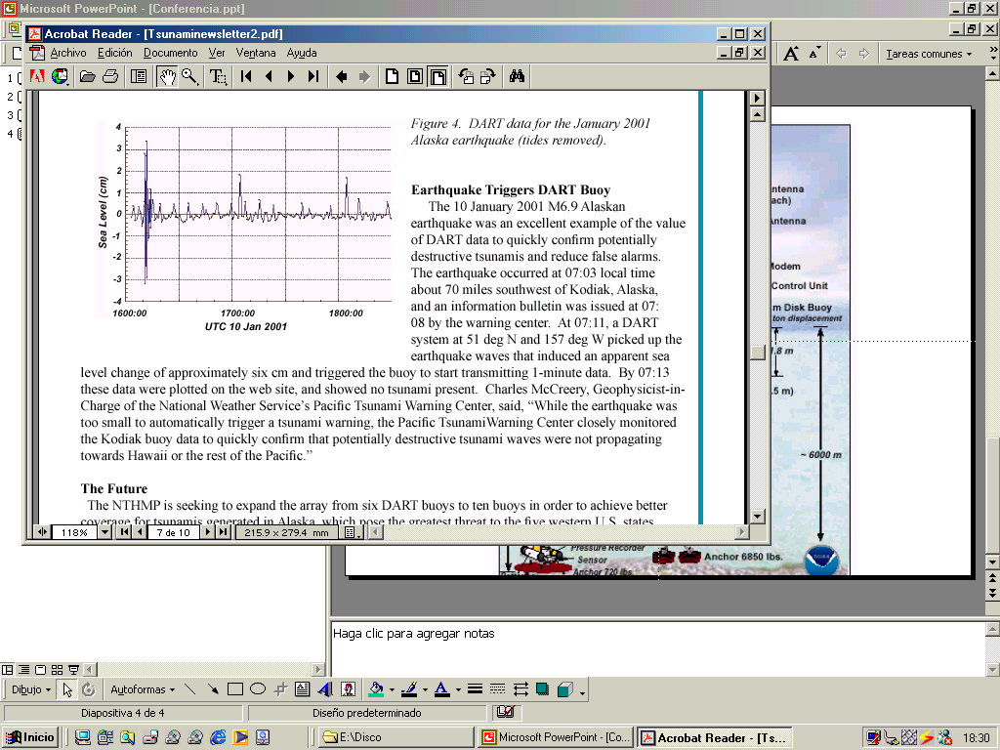 Microsoft PowerPoint - [Conferencia.ppt]
Acrobat Reader - [Tsunaminewsletter2.pdf]
Archivo Edición Documento Ver Ventana Ayuda
Tareas comunes
1
2
3
4
4
3
2
1
0
-1
-2
-3
-4
Sea Level (cm)
1600:00 1700:00 1800:00
UTC 10 Jan 2001
Figure 4. DART data for the January 2001
Alaska earthquake (tides removed).
Earthquake Triggers DART Buoy
The 10 January 2001 M6.9 Alaskan
earthquake was an excellent example of the value
of DART data to quickly confirm potentially
destructive tsunamis and reduce false alarms.
The earthquake occurred at 07:03 local time
about 70 miles southwest of Kodiak, Alaska,
and an information bulletin was issued at 07:
08 by the warning center. At 07:11, a DART
system at 51 deg N and 157 deg W picked up the
earthquake waves that induced an apparent sea
level change of approximately six cm and triggered the buoy to start transmitting 1-minute data. By 07:13
these data were plotted on the web site, and showed no tsunami present. Charles McCreery, Geophysicist-in-
Charge of the National Weather Service's Pacific Tsunami Warning Center, said, “While the earthquake was
too small to automatically trigger a tsunami warning, the Pacific TsunamiWarning Center closely monitored
the Kodiak buoy data to quickly confirm that potentially destructive tsunami waves were not propagating
towards Hawaii or the rest of the Pacific.”
The Future
The NTHMP is seeking to expand the array from six DART buoys to ten buoys in order to achieve better
coverage for tsunamis generated in Alaska, which pose the greatest threat to the five western U.S. states
118% 7 de 10 215.9 x 279.4 mm
ntenna
ach)
Antenna
Modem
Control Unit
m Disk Buoy
ton displacement
1.8 m
.5 m)
~ 6000 m
Pressure Recorder
Sensor
Anchor 720 lbs.
Anchor 6850 lbs.
Haga clic para agregar notas
Dibujo Autoformas
Diapositiva 4 de 4 Diseño predeterminado
Inicio E:\Disco Microsoft PowerPoint - [Co... Acrobat Reader - [Ts... 18:30